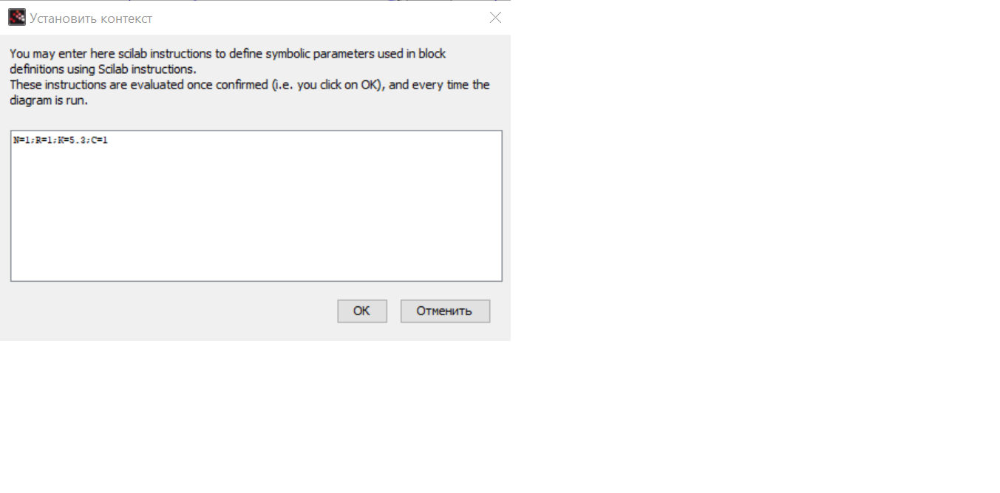 Установить контекст
You may enter here scilab instructions to define symbolic parameters used in block
definitions using Scilab instructions.
These instructions are evaluated once confirmed (i.e. you click on OK), and every time the
diagram is run.
N=1;R=1;K=5.3;C=1
OK Отменить